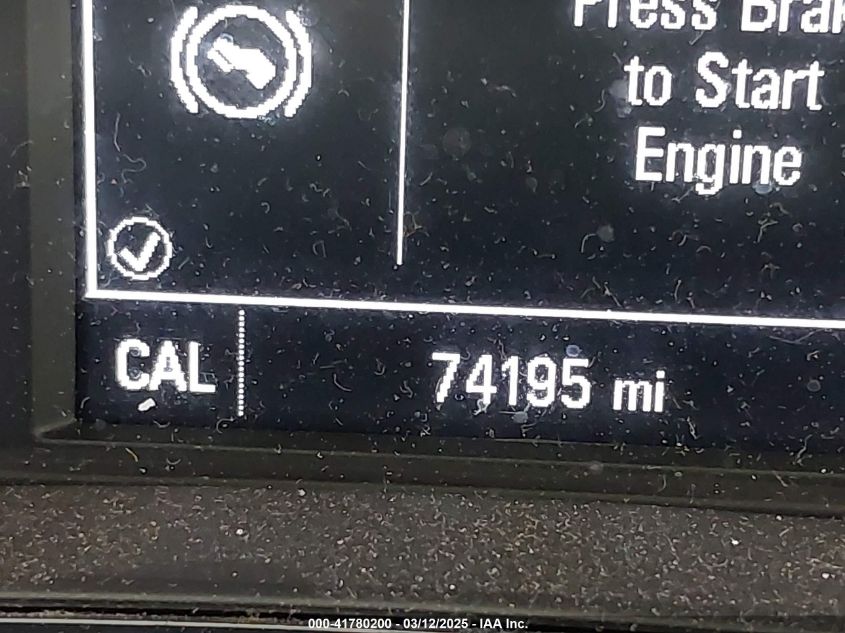 Press Brak
to Start
Engine
CAL
74195 mi
000-41780200 - 03/12/2025 - IAA Inc.